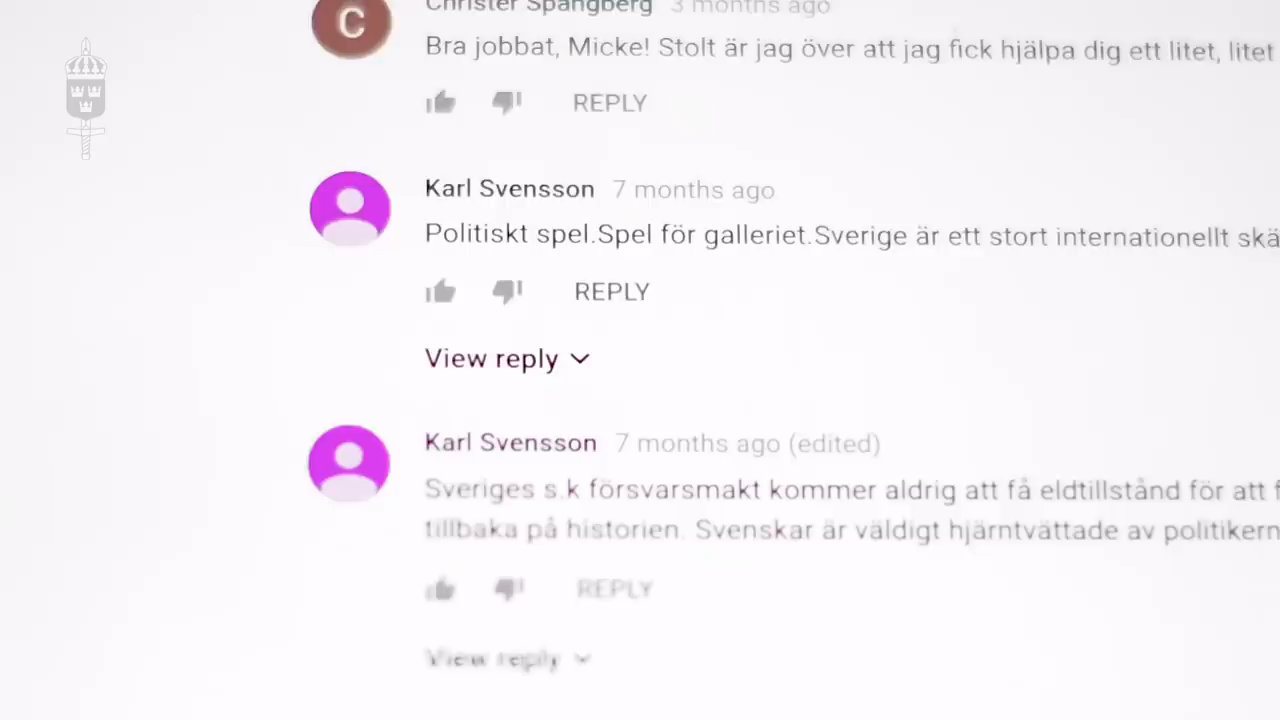 C
Christer Spångberg 3 months ago
Bra jobbat, Micke! Stolt är jag över att jag fick hjälpa dig ett litet, litet
REPLY
Karl Svensson 7 months ago
Politiskt spel.Spel för galleriet.Sverige är ett stort internationellt skä
REPLY
View reply
Karl Svensson 7 months ago (edited)
Sveriges s.k försvarsmakt kommer aldrig att få eldtillstånd för att f
tillbaka på historien. Svenskar är väldigt hjärntvättade av politikern
REPLY
View reply